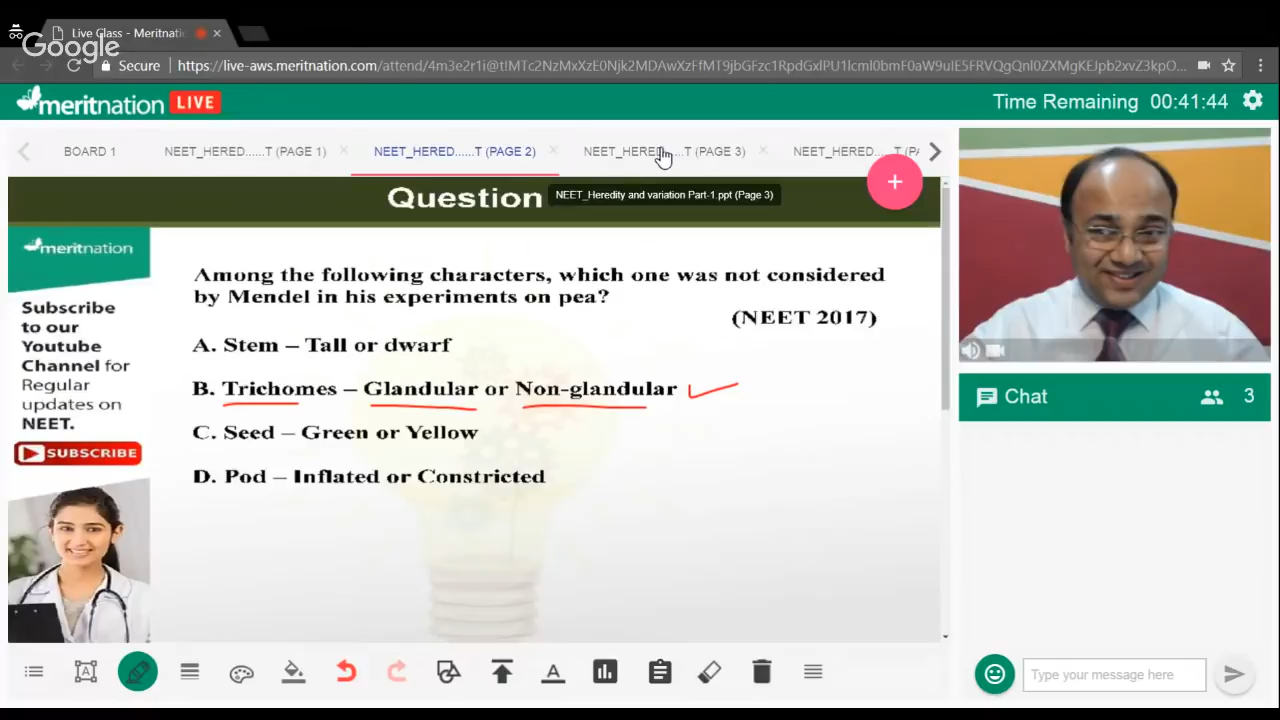 Live Class - Meritnatio
Google
Secure
https://live-aws.meritnation.com/attend/
meritnation LIVE
Time Remaining 00:41:44
BOARD 1
NEET_HERED......T (PAGE 1)
NEET_HERED......T (PAGE 2)
NEET_HERED T (PAGE 3)
NEET_HERED
Question
NEET_Heredity and variation Part-1.ppt (Page 3)
+
meritnation
Subscribe
to our
Youtube
Channel for
Regular
updates on
NEET.
SUBSCRIBE
Among the following characters, which one was not considered
by Mendel in his experiments on pea?
(NEET 2017)
A. Stem – Tall or dwarf
B. Trichomes – Glandular or Non-glandular
C. Seed – Green or Yellow
D. Pod – Inflated or Constricted
Chat
3
A
A
Type your message here